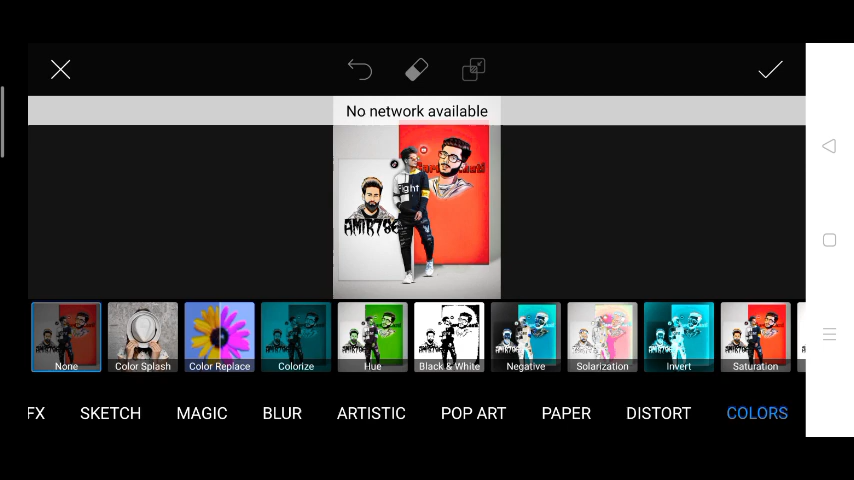 No network available
Fight
AMIR786
None
Color Splash
Color Replace
Colorize
Hue
Black & White
Negative
Solarization
Invert
Saturation
FX SKETCH MAGIC BLUR ARTISTIC POP ART PAPER DISTORT COLORS